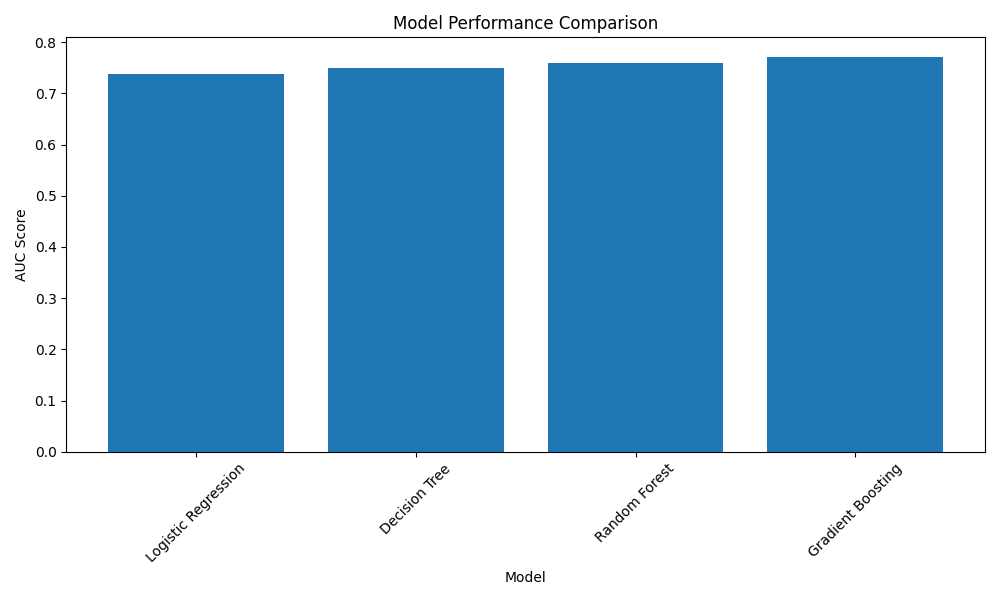 Model Performance Comparison
0.8
0.7
0.6
0.5
0.4
0.3
0.2
0.1
0.0
AUC Score
Logistic Regression
Decision Tree
Random Forest
Gradient Boosting
Model